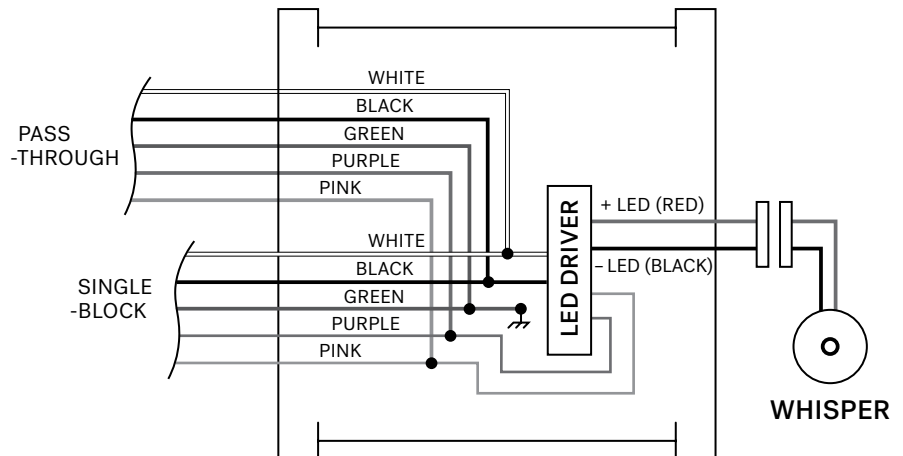 WHITE
BLACK
GREEN
PURPLE
PINK
PASS
-THROUGH
WHITE
BLACK
GREEN
PURPLE
PINK
SINGLE
-BLOCK
LED DRIVER
+ LED (RED)
– LED (BLACK)
WHISPER